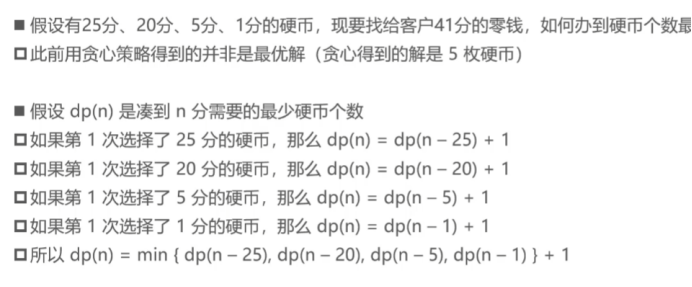 ■ 假设有25分、20分、5分、1分的硬币，现要找给客户41分的零钱，如何办到硬币个数最
□ 此前用贪心策略得到的并非是最优解（贪心得到的解是 5 枚硬币）
■ 假设 dp(n) 是凑到 n 分需要的最少硬币个数
□ 如果第 1 次选择了 25 分的硬币，那么 dp(n) = dp(n – 25) + 1
□ 如果第 1 次选择了 20 分的硬币，那么 dp(n) = dp(n – 20) + 1
□ 如果第 1 次选择了 5 分的硬币，那么 dp(n) = dp(n – 5) + 1
□ 如果第 1 次选择了 1 分的硬币，那么 dp(n) = dp(n – 1) + 1
□ 所以 dp(n) = min { dp(n – 25), dp(n – 20), dp(n – 5), dp(n – 1) } + 1